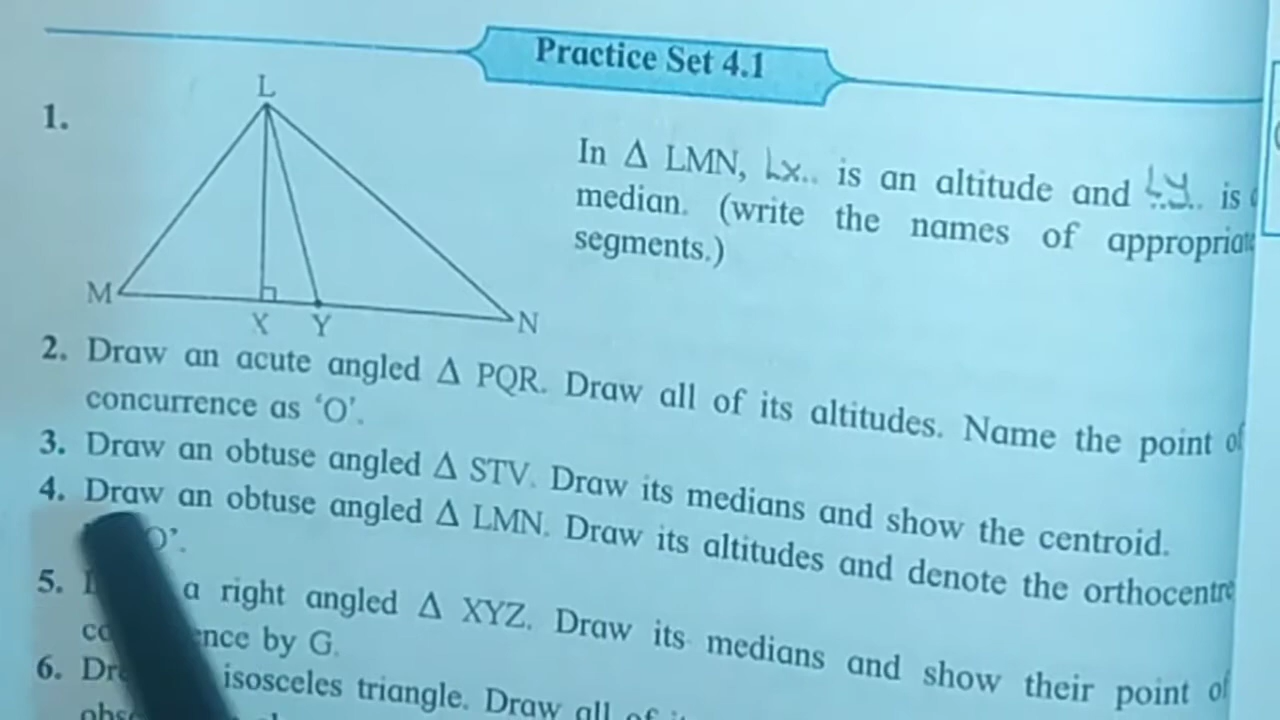 Practice Set 4.1
1.
L
M
X Y
N
In Δ LMN, Lx.. is an altitude and Ly.. is
median. (write the names of
segments.)
2. Draw an acute angled Δ PQR. Draw all of its altitudes. Name the point of
concurrence as ‘O’.
3. Draw an obtuse angled Δ STV. Draw its medians and show the centroid.
4. Draw an obtuse angled Δ LMN. Draw its altitudes and denote the orthocentre
O’.
5. a right angled Δ XYZ. Draw its medians and show their point of
by G.
6. isosceles triangle. Draw all of